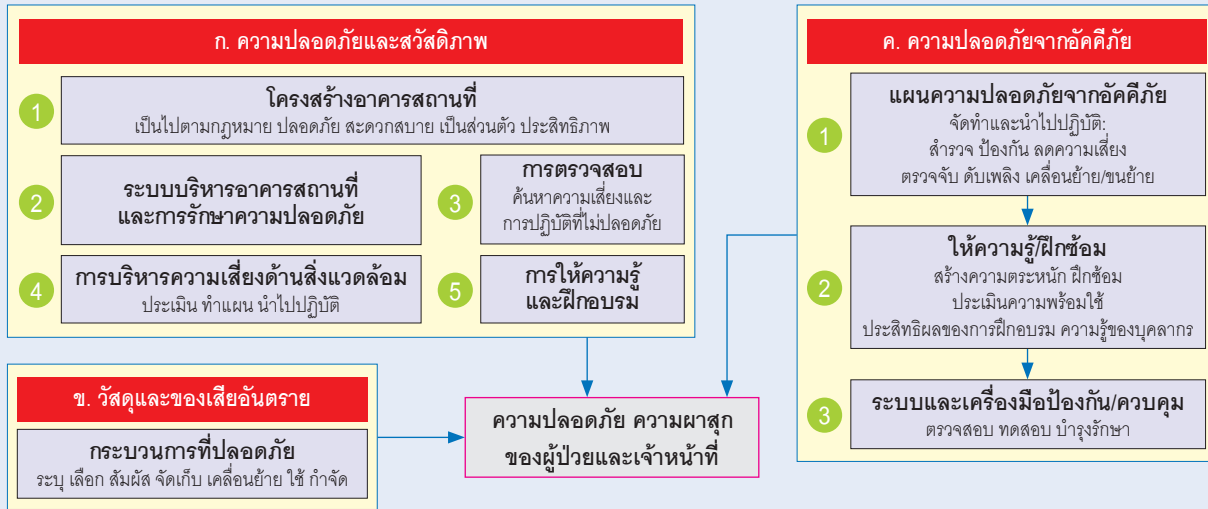 ก. ความปลอดภัยและสวัสดิภาพ
1
โครงสร้างอาคารสถานที่
เป็นไปตามกฎหมาย ปลอดภัย สะดวกสบาย เป็นส่วนตัว ประสิทธิภาพ
2
ระบบบริหารอาคารสถานที่
และการรักษาความปลอดภัย
3
การตรวจสอบ
ค้นหาความเสี่ยงและ
การปฏิบัติที่ไม่ปลอดภัย
4
การบริหารความเสี่ยงด้านสิ่งแวดล้อม
ประเมิน ทำแผน นำไปปฏิบัติ
5
การให้ความรู้
และฝึกอบรม
ข. วัสดุและของเสียอันตราย
กระบวนการที่ปลอดภัย
ระบุ เลือก สัมผัส จัดเก็บ เคลื่อนย้าย ใช้ กำจัด
ความปลอดภัย ความผาสุก
ของผู้ป่วยและเจ้าหน้าที่
ค. ความปลอดภัยจากอัคคีภัย
1
แผนความปลอดภัยจากอัคคีภัย
จัดทำและนำไปปฏิบัติ:
สำรวจ ป้องกัน ลดความเสี่ยง
ตรวจจับ ดับเพลิง เคลื่อนย้าย/ขนย้าย
2
ให้ความรู้/ฝึกซ้อม
สร้างความตระหนัก ฝึกซ้อม
ประเมินความพร้อมใช้
ประสิทธิผลของการฝึกอบรม ความรู้ของบุคลากร
3
ระบบและเครื่องมือป้องกัน/ควบคุม
ตรวจสอบ ทดสอบ บำรุงรักษา